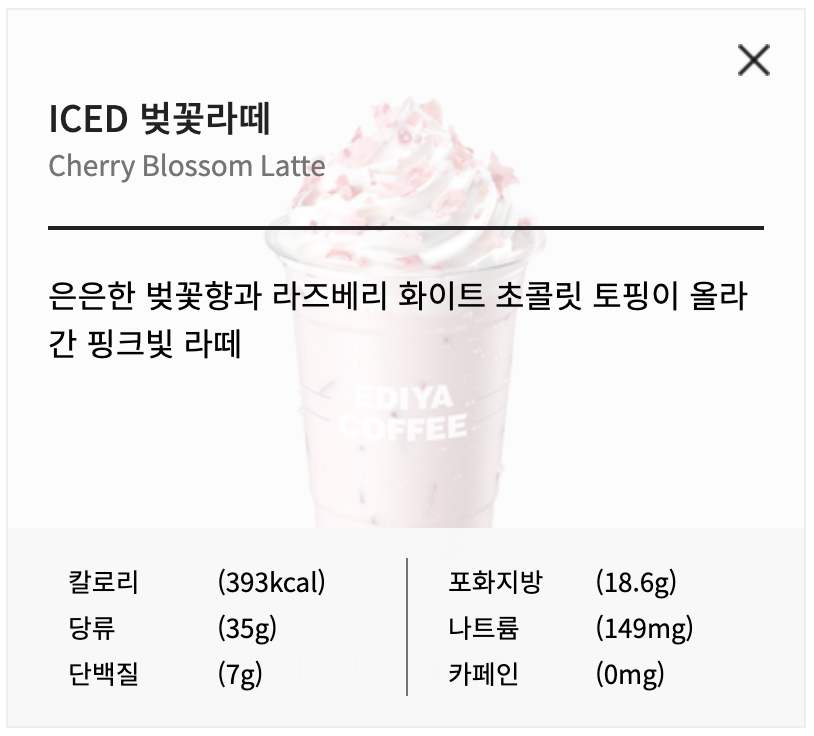 ICED 벚꽃라떼
Cherry Blossom Latte
은은한 벚꽃향과 라즈베리 화이트 초콜릿 토핑이 올라
간 핑크빛 라떼
EDIYA
COFFEE
칼로리 (393kcal) 포화지방 (18.6g)
당류 (35g) 나트륨 (149mg)
단백질 (7g) 카페인 (0mg)